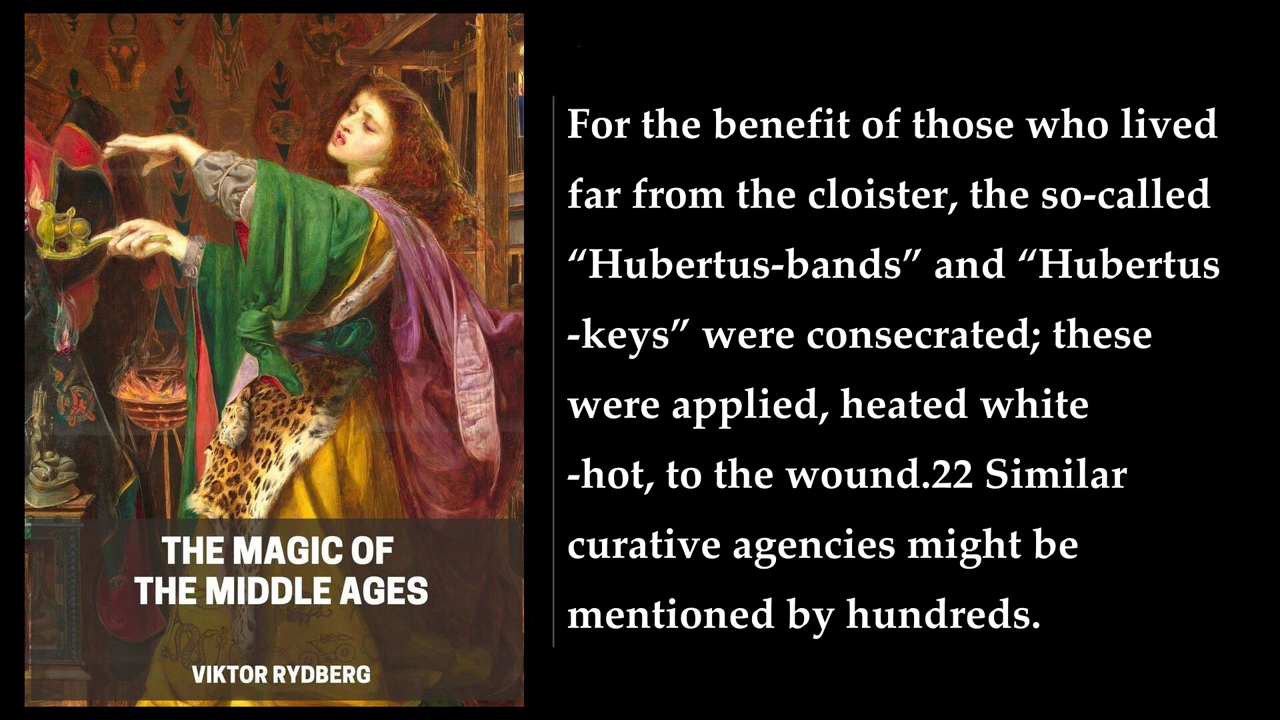 THE MAGIC OF
THE MIDDLE AGES
VIKTOR RYDBERG
For the benefit of those who lived
far from the cloister, the so-called
“Hubertus-bands” and “Hubertus
-keys” were consecrated; these
were applied, heated white
-hot, to the wound.22 Similar
curative agencies might be
mentioned by hundreds.